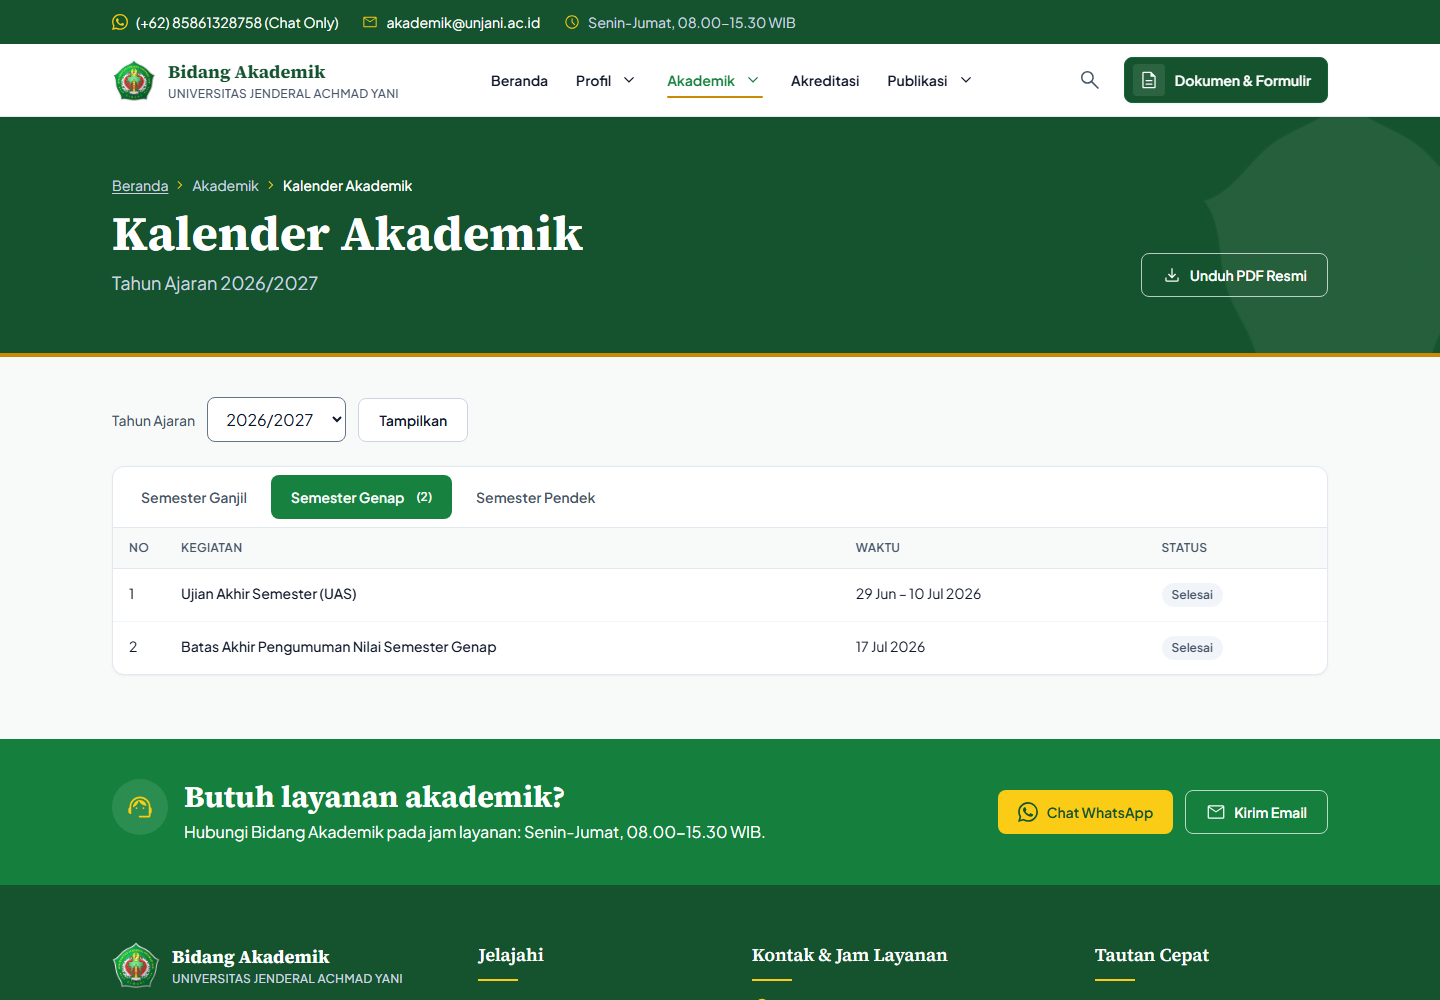 (+62) 85861328758 (Chat Only)
akademik@unjani.ac.id
Senin-Jumat, 08.00–15.30 WIB
Bidang Akademik
UNIVERSITAS JENDERAL ACHMAD YANI
Beranda
Profil
Akademik
Akreditasi
Publikasi
Dokumen & Formulir
Beranda > Akademik > Kalender Akademik
Kalender Akademik
Tahun Ajaran 2026/2027
Unduh PDF Resmi
Tahun Ajaran
2026/2027
Tampilkan
Semester Ganjil
Semester Genap (2)
Semester Pendek
NO KEGIATAN WAKTU STATUS
1 Ujian Akhir Semester (UAS) 29 Jun – 10 Jul 2026 Selesai
2 Batas Akhir Pengumuman Nilai Semester Genap 17 Jul 2026 Selesai
Butuh layanan akademik?
Hubungi Bidang Akademik pada jam layanan: Senin-Jumat, 08.00–15.30 WIB.
Chat WhatsApp
Kirim Email
Bidang Akademik
UNIVERSITAS JENDERAL ACHMAD YANI
Jelajahi
Kontak & Jam Layanan
Tautan Cepat